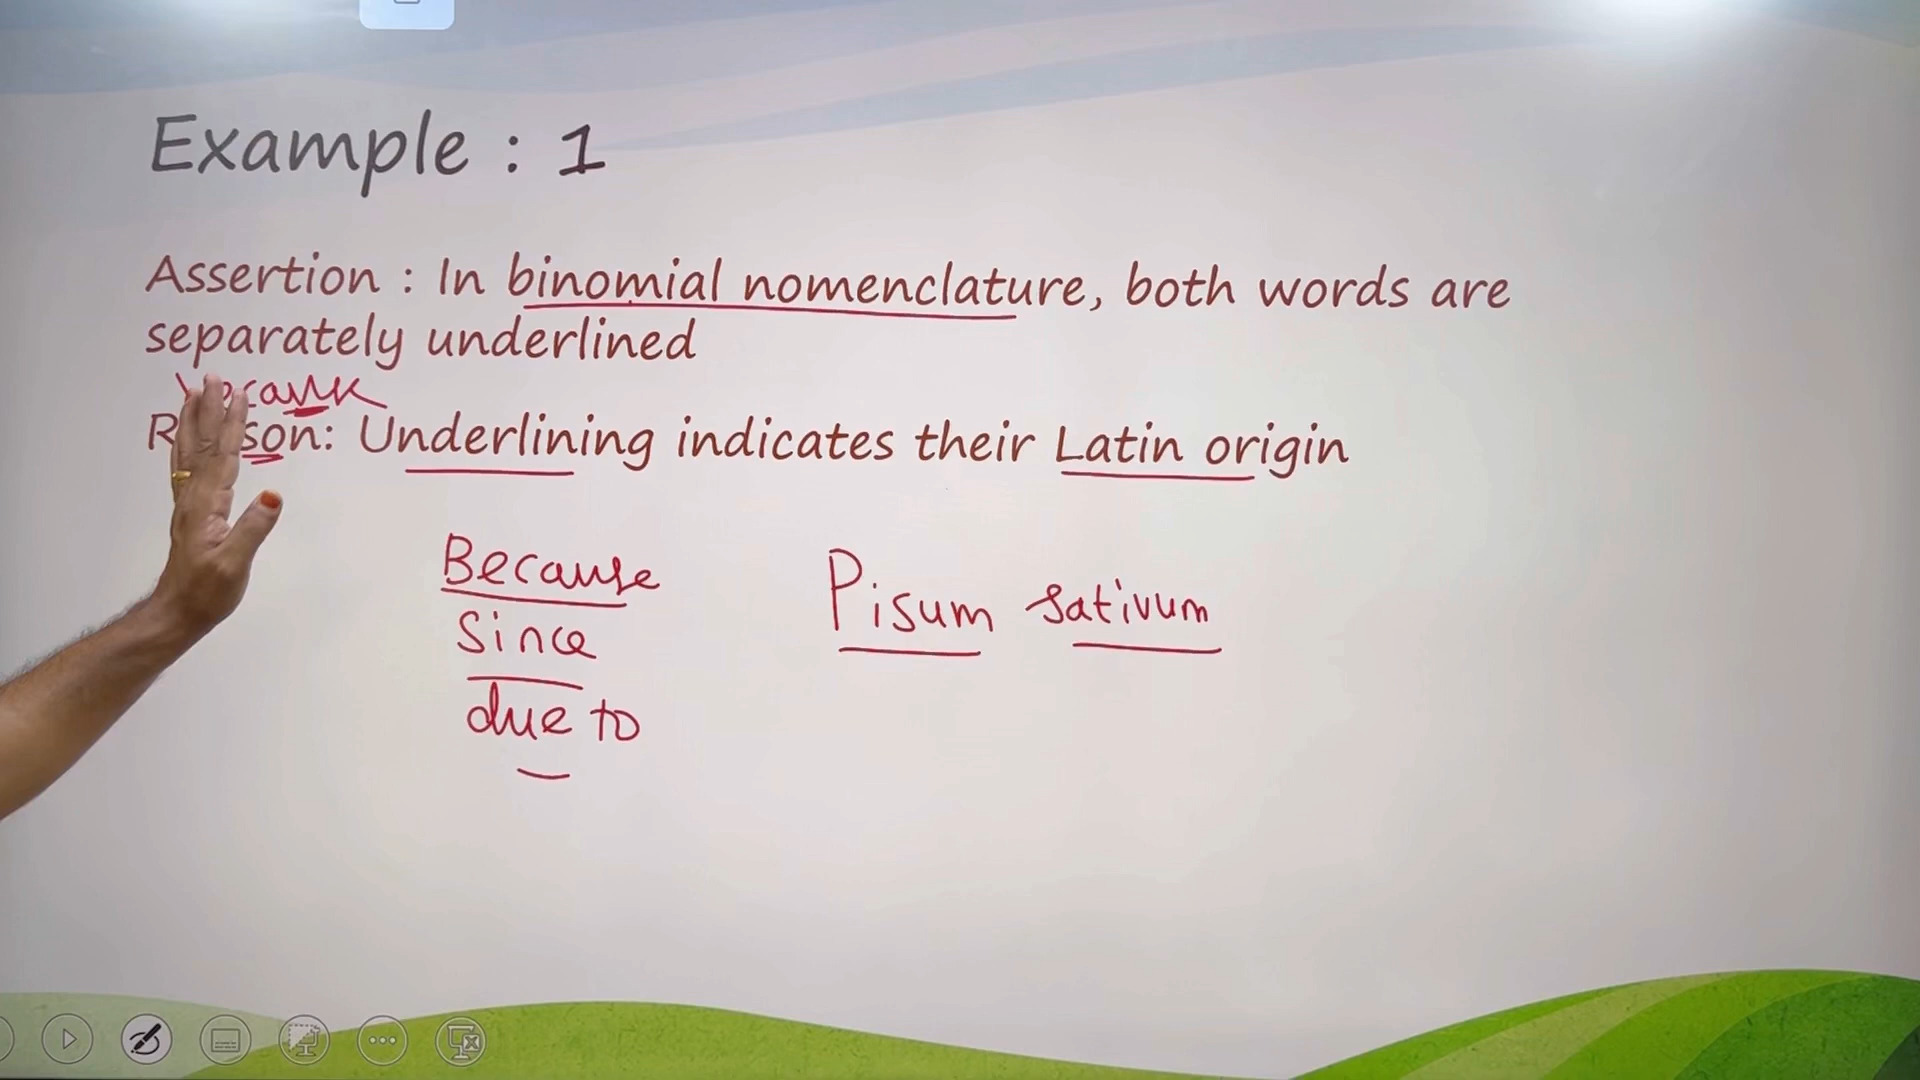 Example : 1
Assertion : In binomial nomenclature, both words are
separately underlined
Reason: Underlining indicates their Latin origin
Because
Since
due to
Pisum sativum